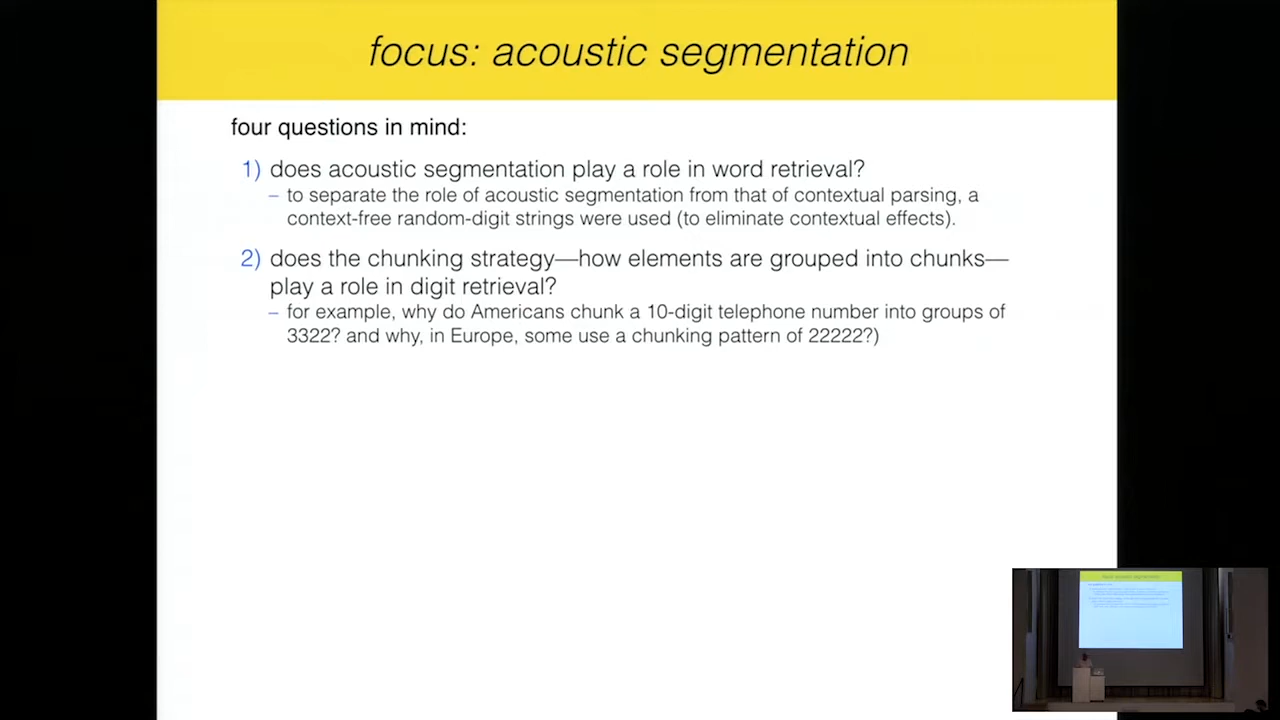 focus: acoustic segmentation
four questions in mind:
1) does acoustic segmentation play a role in word retrieval?
– to separate the role of acoustic segmentation from that of contextual parsing, a
context-free random-digit strings were used (to eliminate contextual effects).
2) does the chunking strategy—how elements are grouped into chunks—
play a role in digit retrieval?
– for example, why do Americans chunk a 10-digit telephone number into groups of
3322? and why, in Europe, some use a chunking pattern of 22222?)